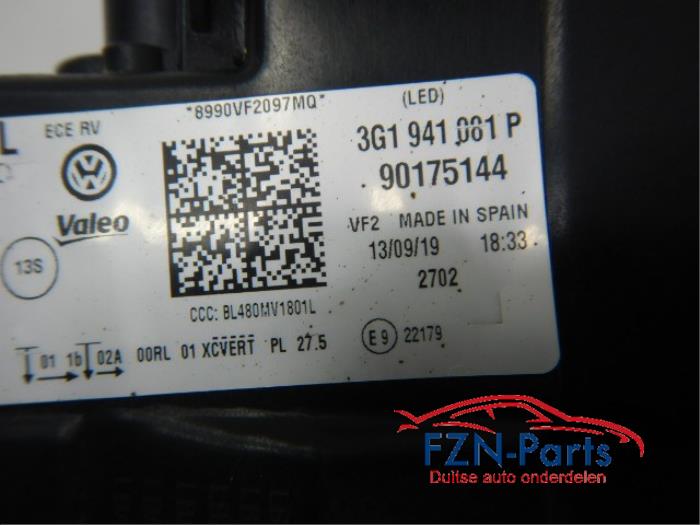 L
ECE RV
*8990VF2097MQ*
(LED)
3G1 941 081 P
90175144
Valeo
VF2 MADE IN SPAIN
13S
13/09/19 18:33
2702
CCC: BL480MV1801L
01 1b 02A 00RL 01 XCVERT PL 27.5
E9 22179
FZN-Parts
Duitse auto onderdelen